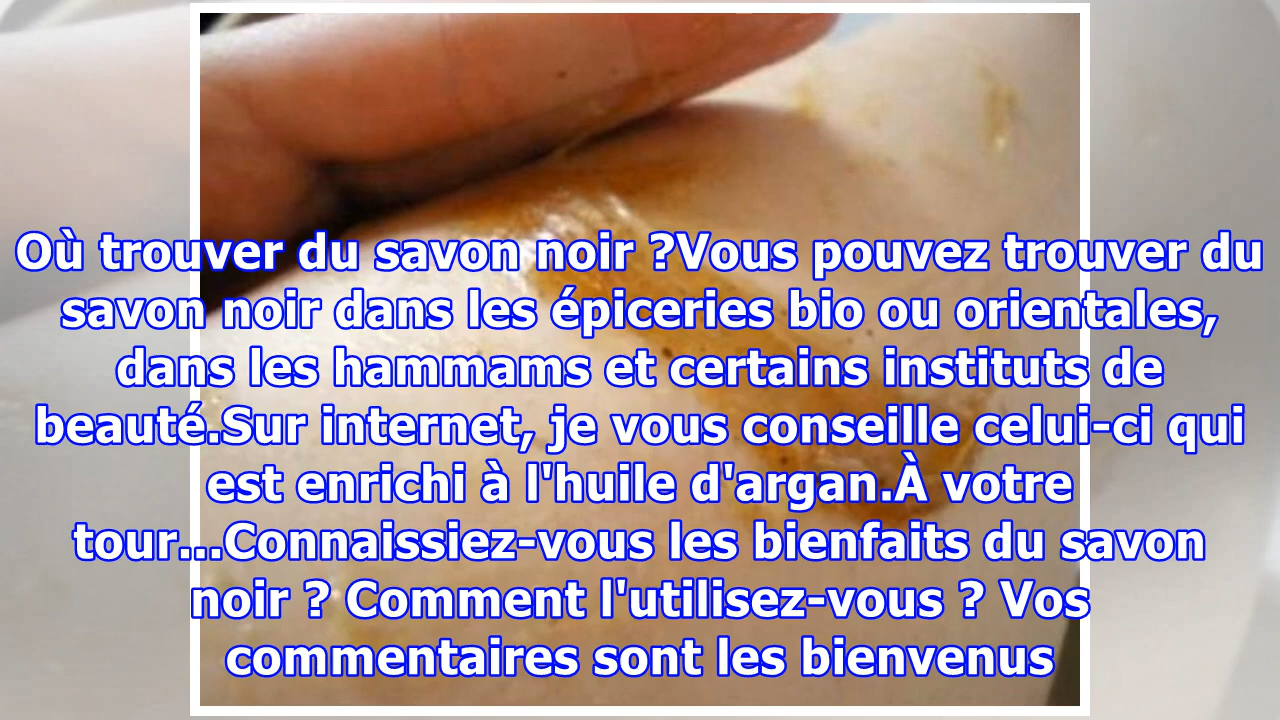 Où trouver du savon noir ?Vous pouvez trouver du
savon noir dans les épiceries bio ou orientales,
dans les hammams et certains instituts de
beauté.Sur internet, je vous conseille celui-ci qui
est enrichi à l'huile d'argan.À votre
tour...Connaissiez-vous les bienfaits du savon
noir ? Comment l'utilisez-vous ? Vos
commentaires sont les bienvenus